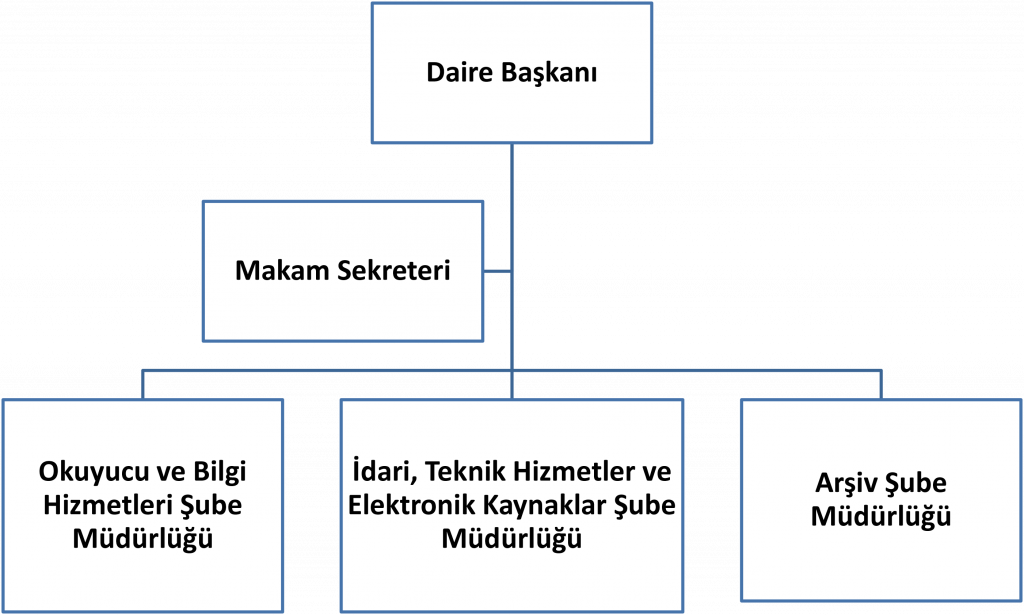 Daire Başkanı
Makam Sekreteri
Okuyucu ve Bilgi
Hizmetleri Şube
Müdürlüğü
İdari, Teknik Hizmetler ve
Elektronik Kaynaklar Şube
Müdürlüğü
Arşiv Şube
Müdürlüğü